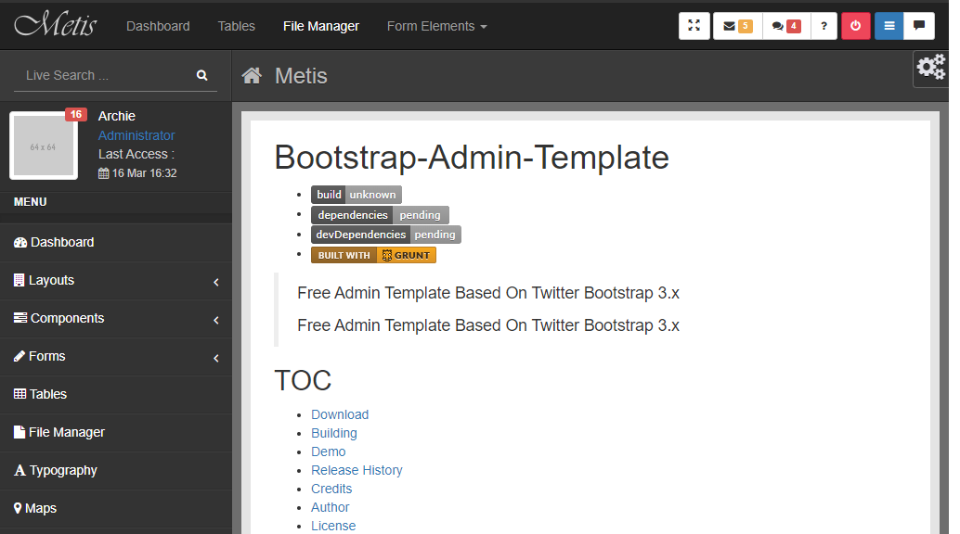 Metis Dashboard Tables File Manager Form Elements 5 4 ?
Live Search ...
Metis
16
64 x 64
Archie
Administrator
Last Access :
16 Mar 16:32
MENU
Dashboard
Layouts
Components
Forms
Tables
File Manager
Typography
Maps
Bootstrap-Admin-Template
build unknown
dependencies pending
devDependencies pending
BUILT WITH GRUNT
Free Admin Template Based On Twitter Bootstrap 3.x
Free Admin Template Based On Twitter Bootstrap 3.x
TOC
Download
Building
Demo
Release History
Credits
Author
License